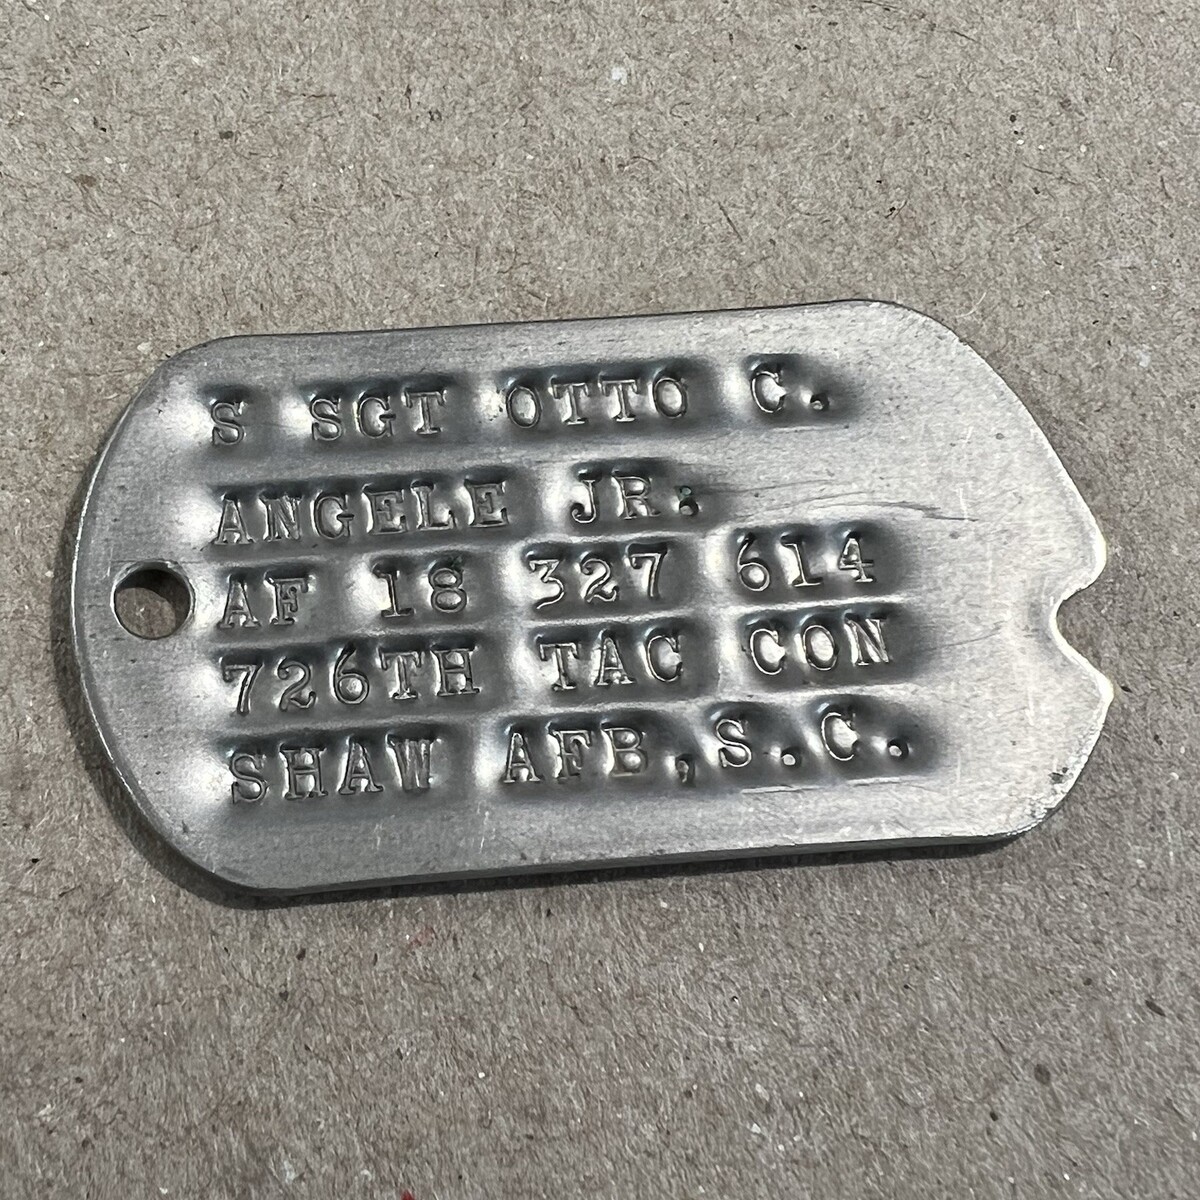 S SGT OTTO C.
ANGELE JR.
AF 18 327 614
726TH TAC CON
SHAW AFB,S.C.